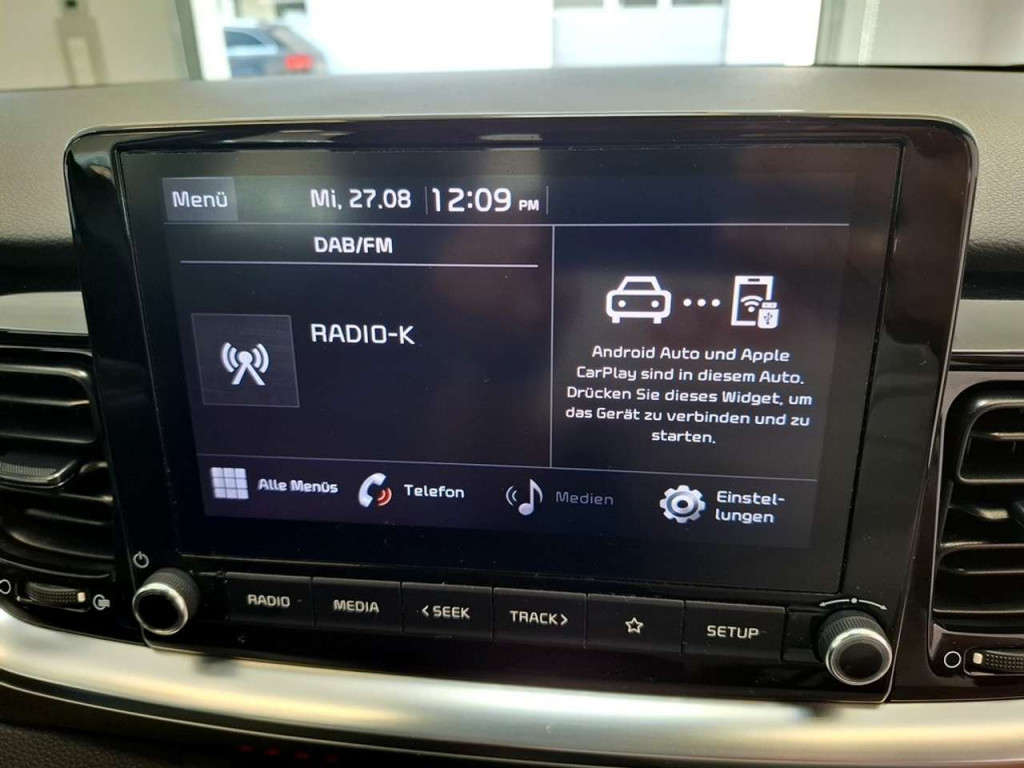 Menü
Mi, 27.08
12:09 PM
DAB/FM
RADIO-K
Android Auto und Apple
CarPlay sind in diesem Auto.
Drücken Sie dieses Widget, um
das Gerät zu verbinden und zu
starten.
Alle Menüs
Telefon
Medien
Einstel-
lungen
RADIO
MEDIA
< SEEK
TRACK >
SETUP